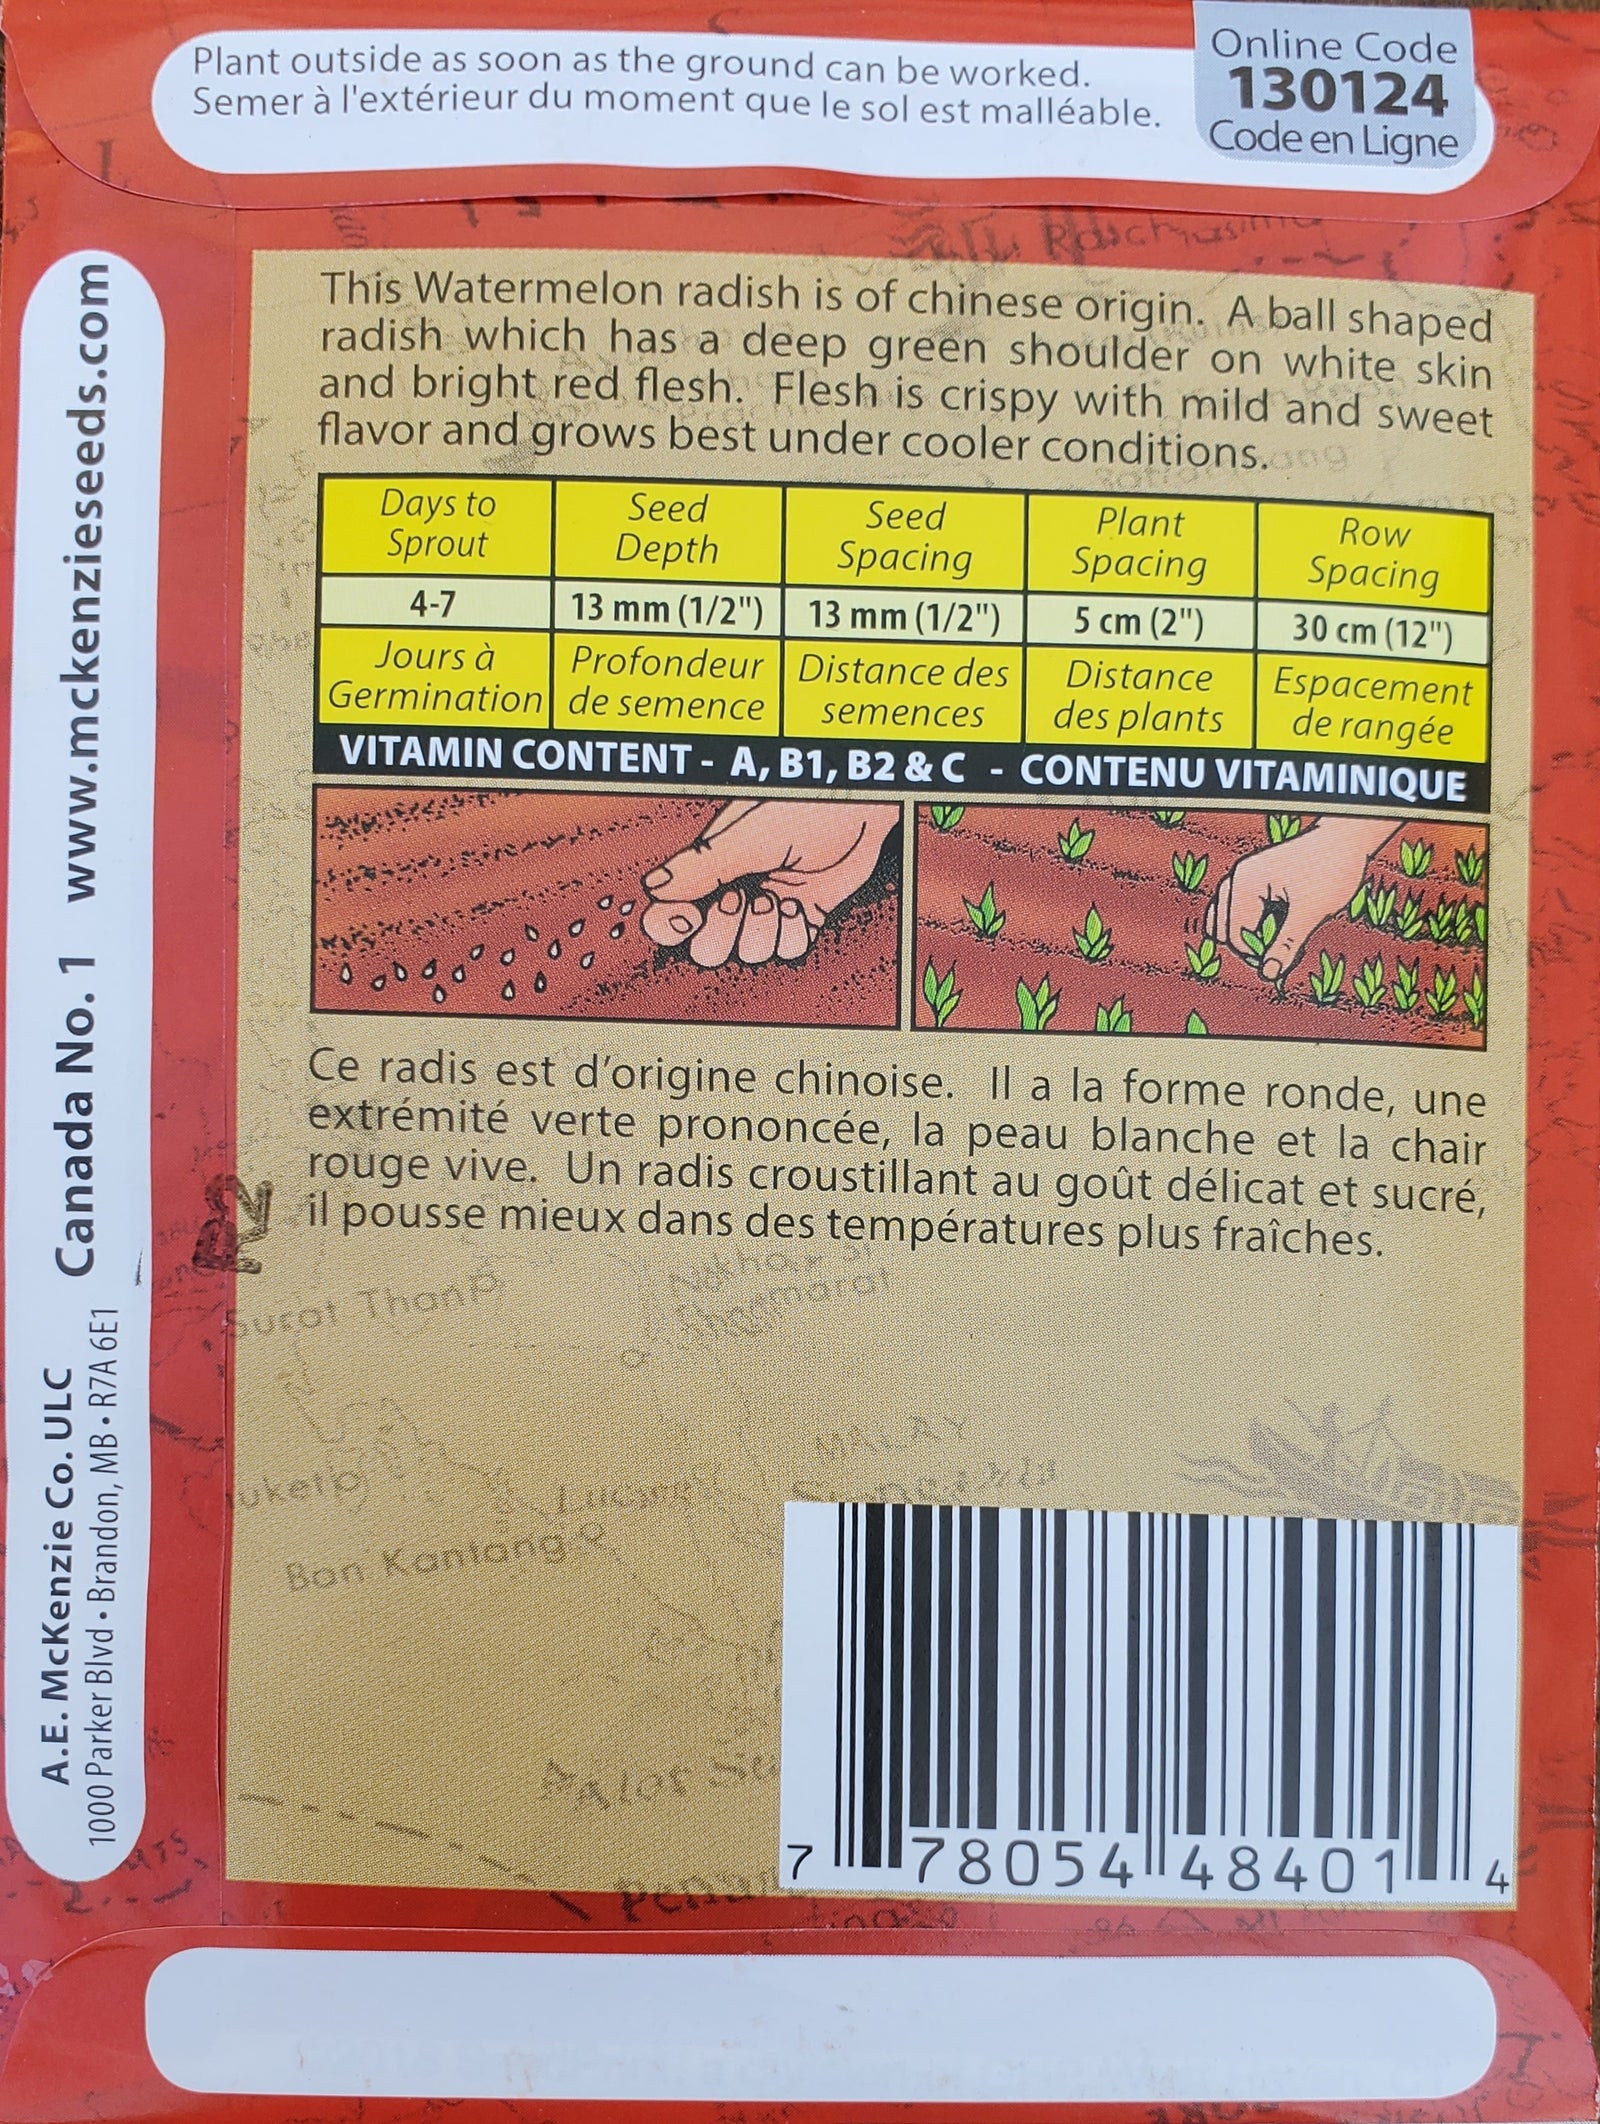 Plant outside as soon as the ground can be worked.
Semer à l'extérieur du moment que le sol est malléable.
Online Code
130124
Code en Ligne
This Watermelon radish is of chinese origin. A ball shaped
radish which has a deep green shoulder on white skin
and bright red flesh. Flesh is crispy with mild and sweet
flavor and grows best under cooler conditions.
Days to
Sprout
Seed
Depth
Seed
Spacing
Plant
Spacing
Row
Spacing
4-7
13 mm (1/2")
13 mm (1/2")
5 cm (2")
30 cm (12")
Jours à
Germination
Profondeur
de semence
Distance des
semences
Distance
des plants
Espacement
de rangée
VITAMIN CONTENT - A, B1, B2 & C - CONTENU VITAMINIQUE
Ce radis est d'origine chinoise. Il a la forme ronde, une
extrémité verte prononcée, la peau blanche et la chair
rouge vive. Un radis croustillant au goût délicat et sucré,
il pousse mieux dans des températures plus fraîches.
Surat Thani
MALAY
Ban Kantang
Alor
7 78054 48401 4
A.E. McKenzie Co. ULC Canada No. 1 www.mckenzieseeds.com
1000 Parker Blvd • Brandon, MB • R7A 6E1